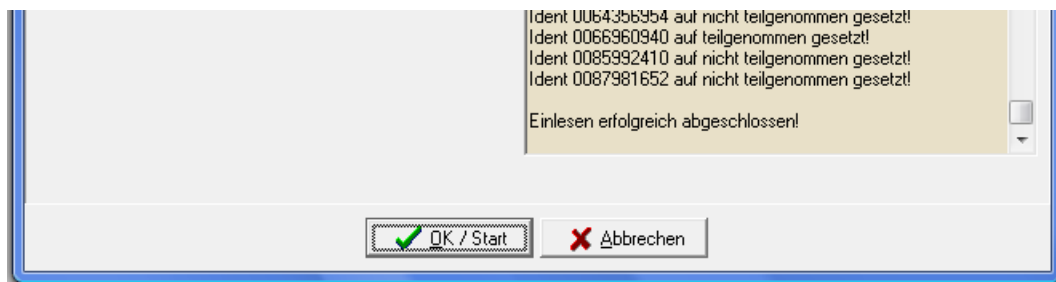 Ident 0064356954 auf nicht teilgenommen gesetzt!
Ident 0066960940 auf teilgenommen gesetzt!
Ident 0085992410 auf nicht teilgenommen gesetzt!
Ident 0087981652 auf nicht teilgenommen gesetzt!
Einlesen erfolgreich abgeschlossen!
OK / Start
Abbrechen